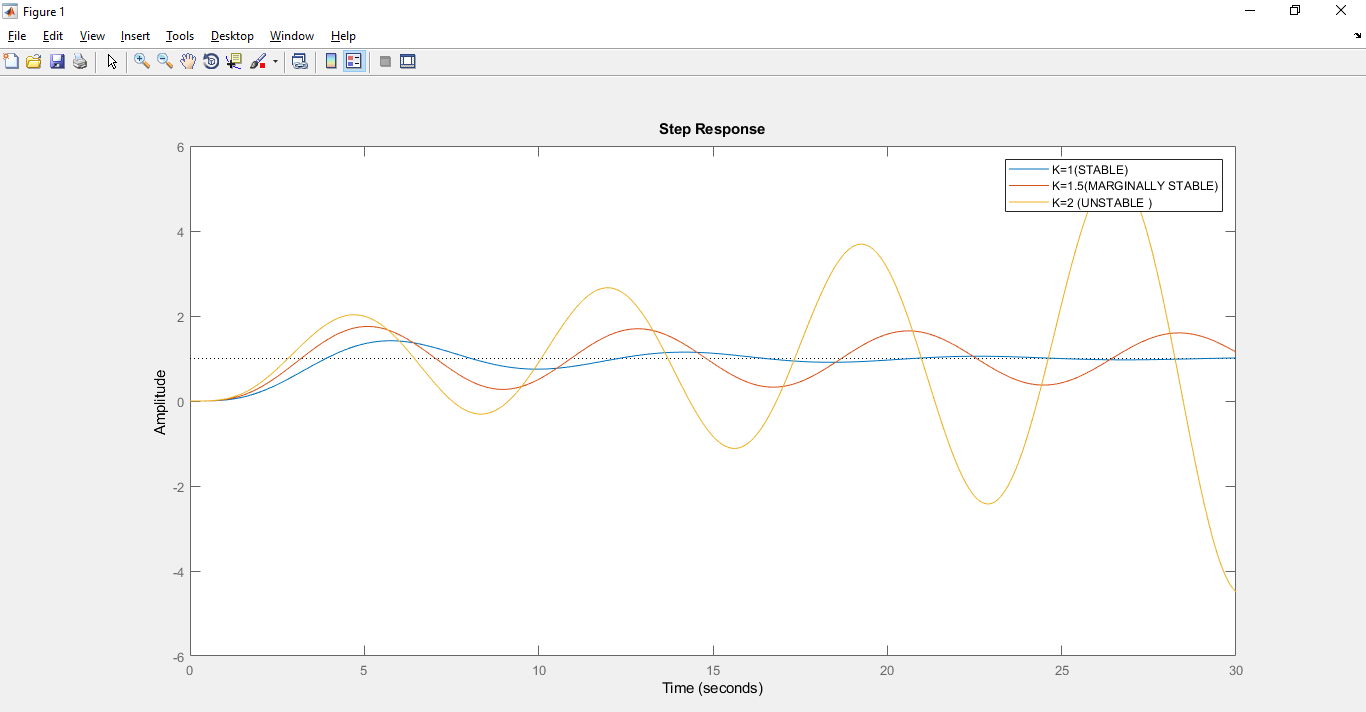 Figure 1
File Edit View Insert Tools Desktop Window Help
Step Response
K=1(STABLE)
K=1.5(MARGINALLY STABLE)
K=2 (UNSTABLE )
Amplitude
6
4
2
0
-2
-4
-6
0 5 10 15 20 25 30
Time (seconds)